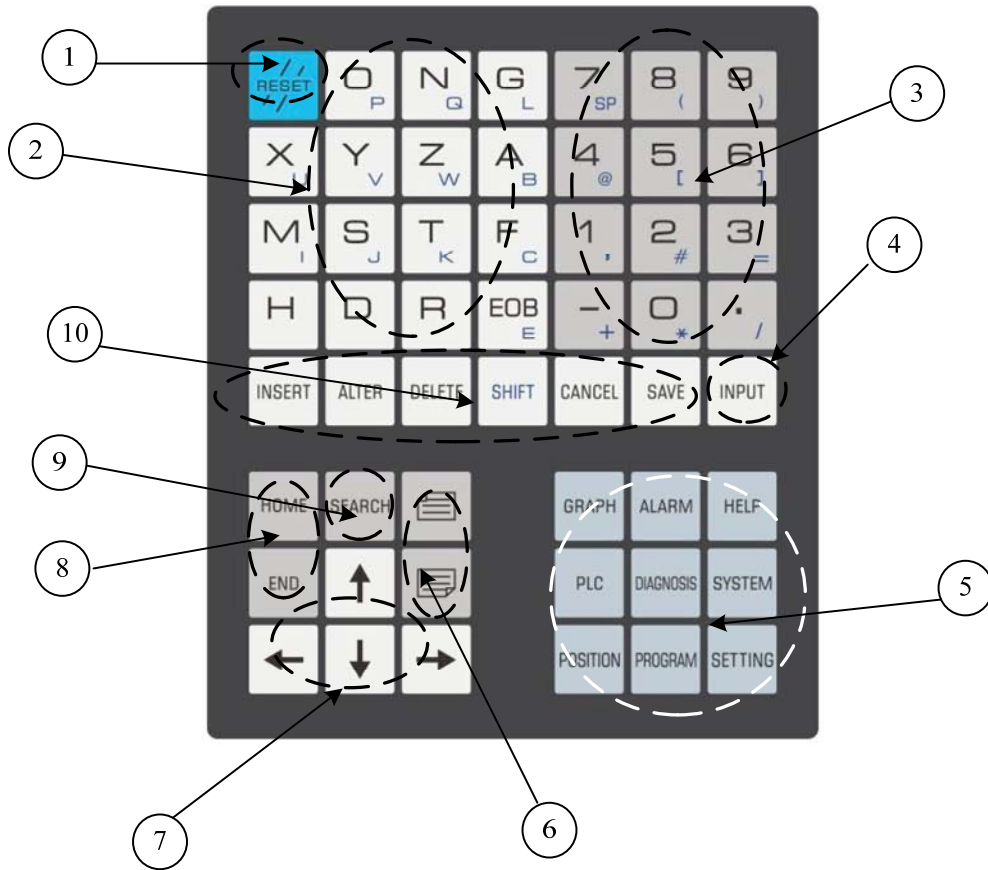 1
RESET
O P
N Q
G L
7 SP
8 (
9 )
3
2
X U
Y V
Z W
A B
4 @
5 [
6 ]
M I
S J
T K
F C
1 ,
2 #
3 =
4
10
H
D
R
EOB E
- +
0 *
. /
INSERT
ALTER
DELETE
SHIFT
CANCEL
SAVE
INPUT
9
HOME
SEARCH
GRAPH
ALARM
HELP
8
END
↑
PLC
DIAGNOSIS
SYSTEM
5
←
↓
→
POSITION
PROGRAM
SETTING
7
6